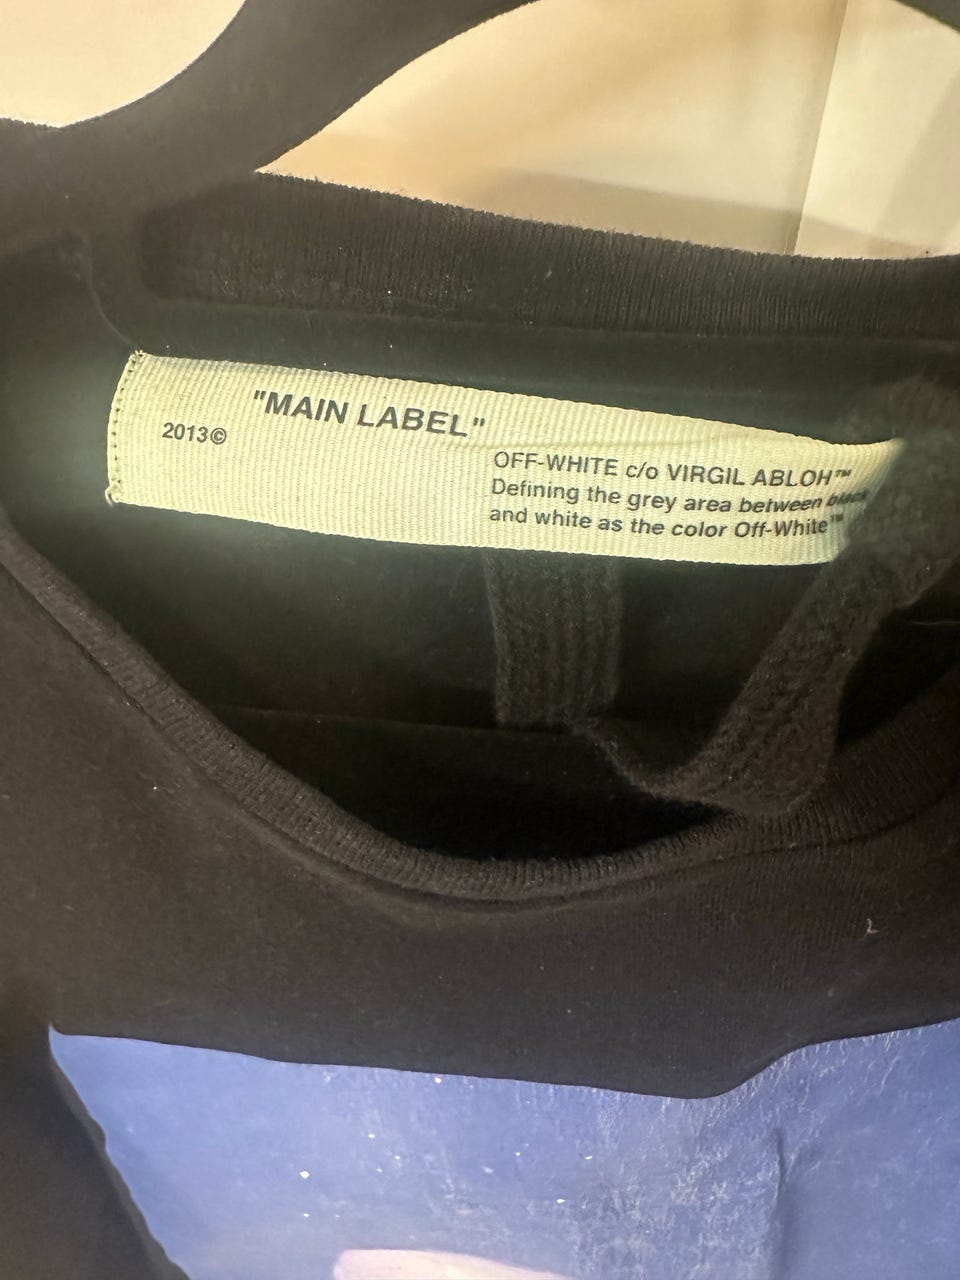 "MAIN LABEL"
2013©
OFF-WHITE c/o VIRGIL ABLOH™
Defining the grey area between black
and white as the color Off-White™